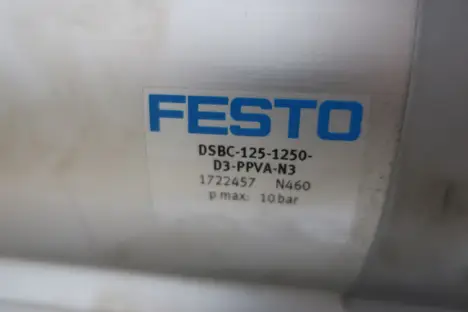 FESTO
DSBC-125-1250-
D3-PPVA-N3
1722457 N460
p max: 10 bar